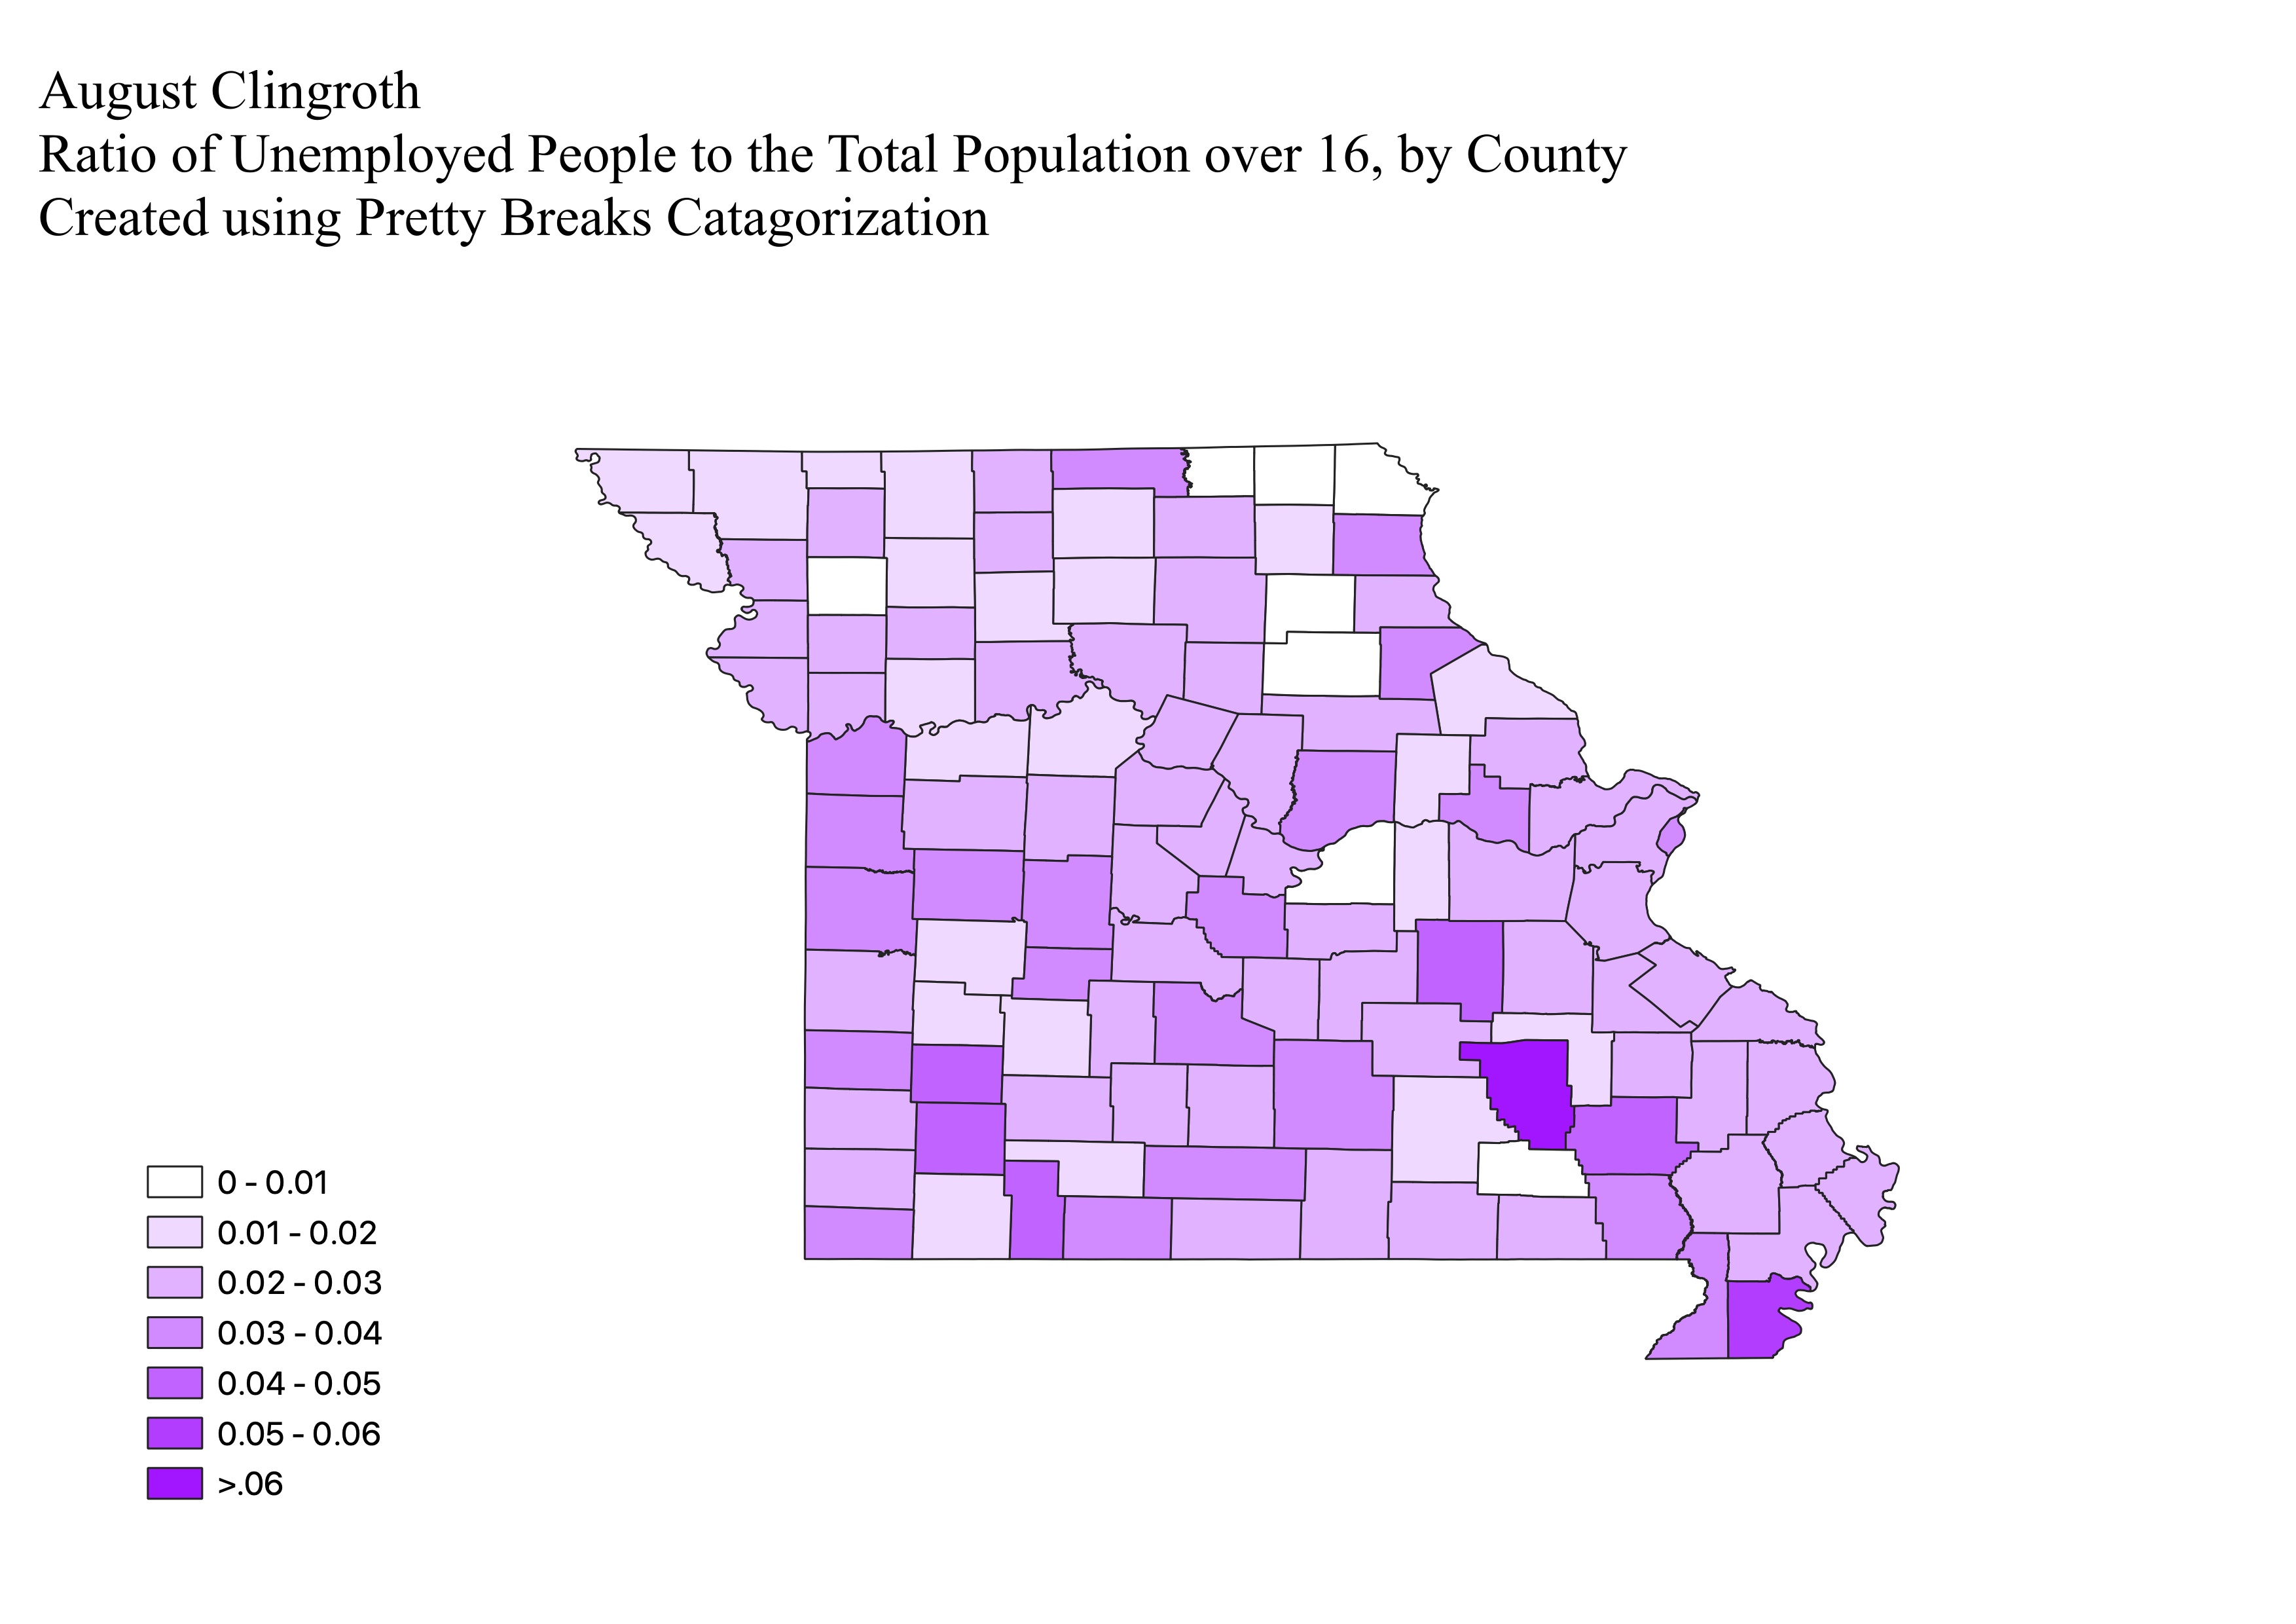 August Clingroth
Ratio of Unemployed People to the Total Population over 16, by County
Created using Pretty Breaks Catagorization
0 - 0.01
0.01 - 0.02
0.02 - 0.03
0.03 - 0.04
0.04 - 0.05
0.05 - 0.06
>.06